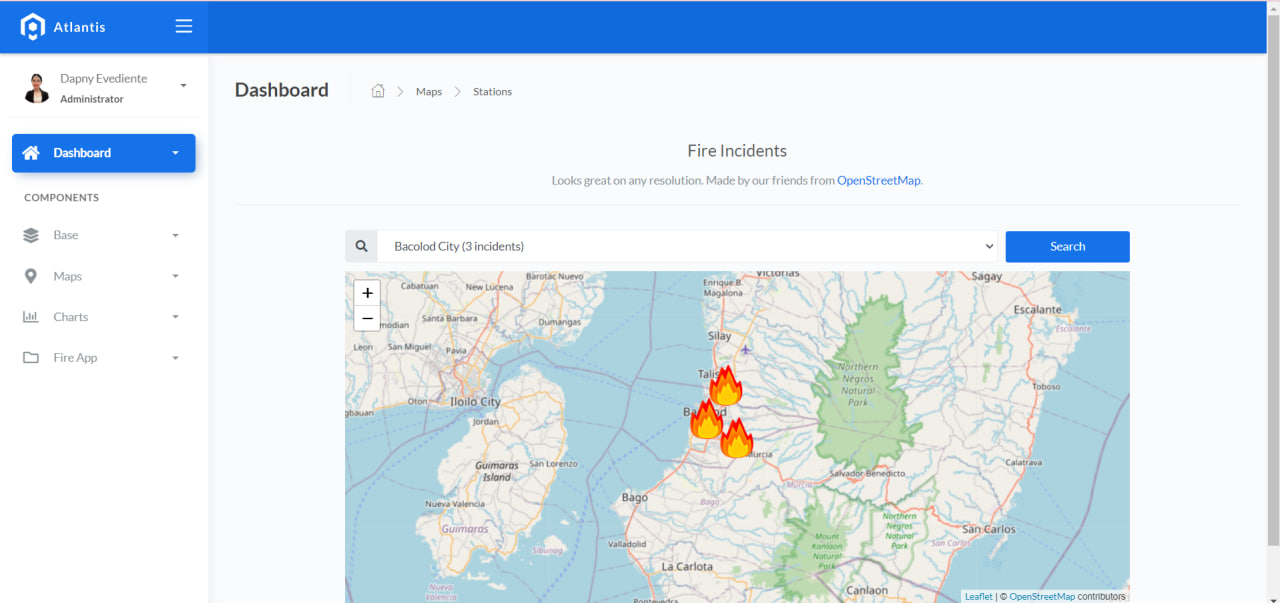 Atlantis
Dapny Evediente
Administrator
Dashboard
COMPONENTS
Base
Maps
Charts
Fire App
Dashboard
Maps
Stations
Fire Incidents
Looks great on any resolution. Made by our friends from OpenStreetMap.
Bacolod City (3 incidents)
Search
+
−
Victorias
Sagay
Barotac Nuevo
Cabatuan
New Lucena
Enrique B.
Magalona
Escalante
Escalante
Santa Barbara
Dumangas
modian
Silay
Leon
San Miguel
Pavia
Talis
Northern
Negros
Natural
Park
Toboso
Oton
Iloilo City
gbauan
Jordan
Ba
od
Murcia
Guimaras
Island
San Lorenzo
Salvador Benedicto
Calatrava
Murcia
Bago
Bago
Nueva Valencia
Guimaras
Northern
Negros
Natural
Park
San Carlos
San Carlos
Sibunag
Valladolid
Mount
Kanlaon
Natural
Park
La Carlota
Nueva
Valencia
Canlaon
Pontevedra
Leaflet | © OpenStreetMap contributors